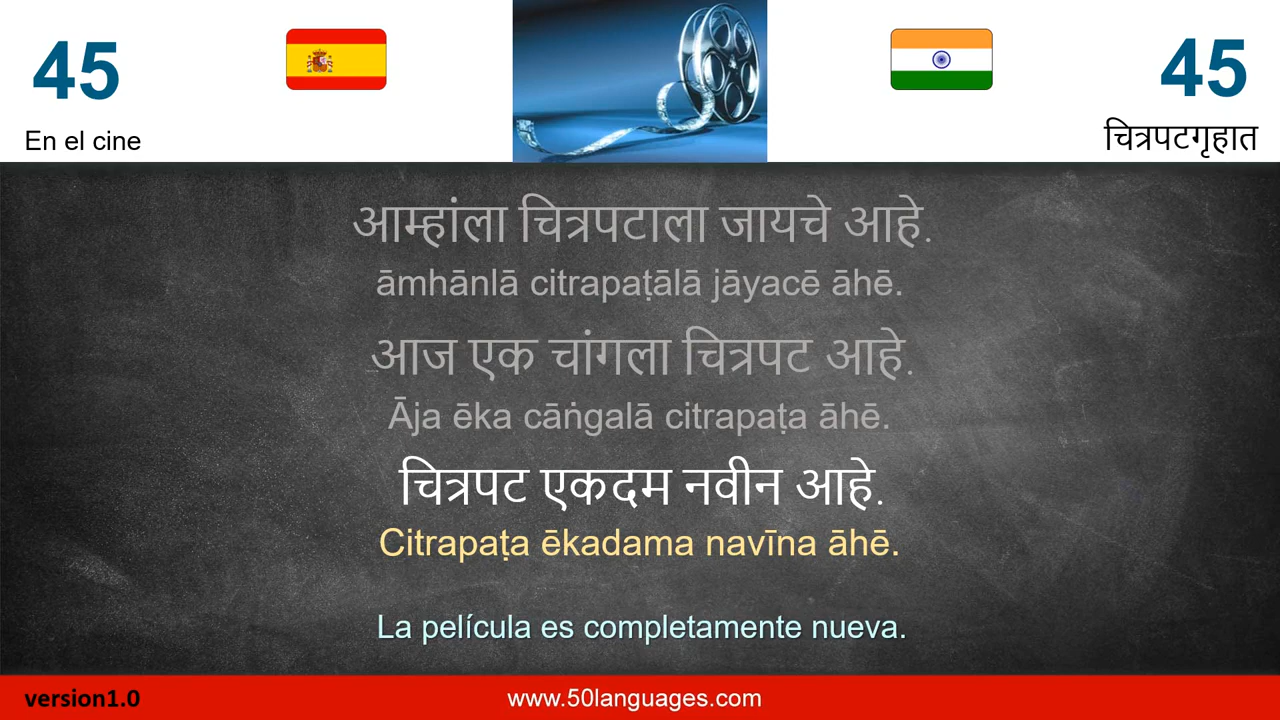 45
En el cine
45
चित्रपटगृहात
आम्हांला चित्रपटाला जायचे आहे.
āmhānlā citrapaṭālā jāyacē āhē.
आज एक चांगला चित्रपट आहे.
Āja ēka cāṅgalā citrapaṭa āhē.
चित्रपट एकदम नवीन आहे.
Citrapaṭa ēkadama navīna āhē.
La película es completamente nueva.
version1.0
www.50languages.com